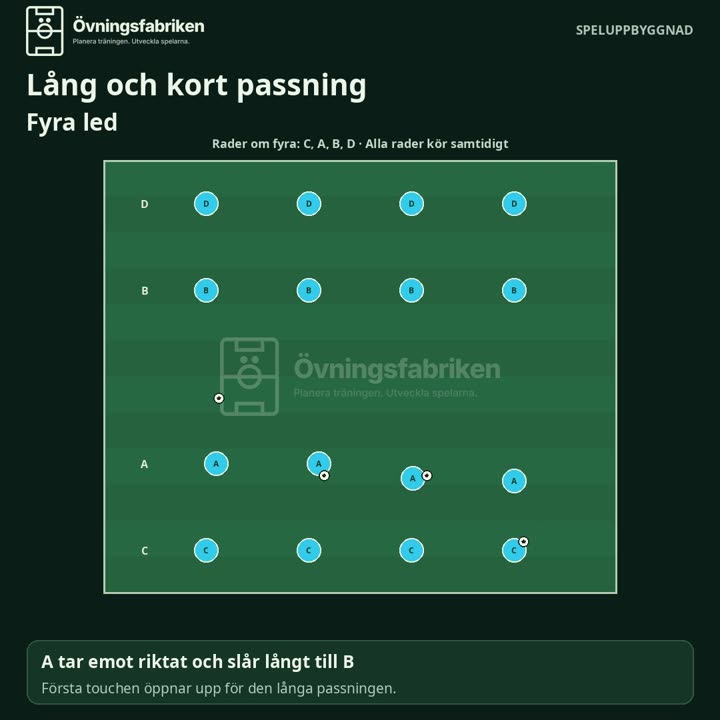 Övningsfabriken
Planera träningen. Utveckla spelarna.
SPELUPPBYGGNAD
Lång och kort passning
Fyra led
Rader om fyra: C, A, B, D · Alla rader kör samtidigt
D D D D D
B B B B B
Övningsfabriken
Planera träningen. Utveckla spelarna.
A A A A A
C C C C C
A tar emot riktat och slår långt till B
Första touchen öppnar upp för den långa passningen.